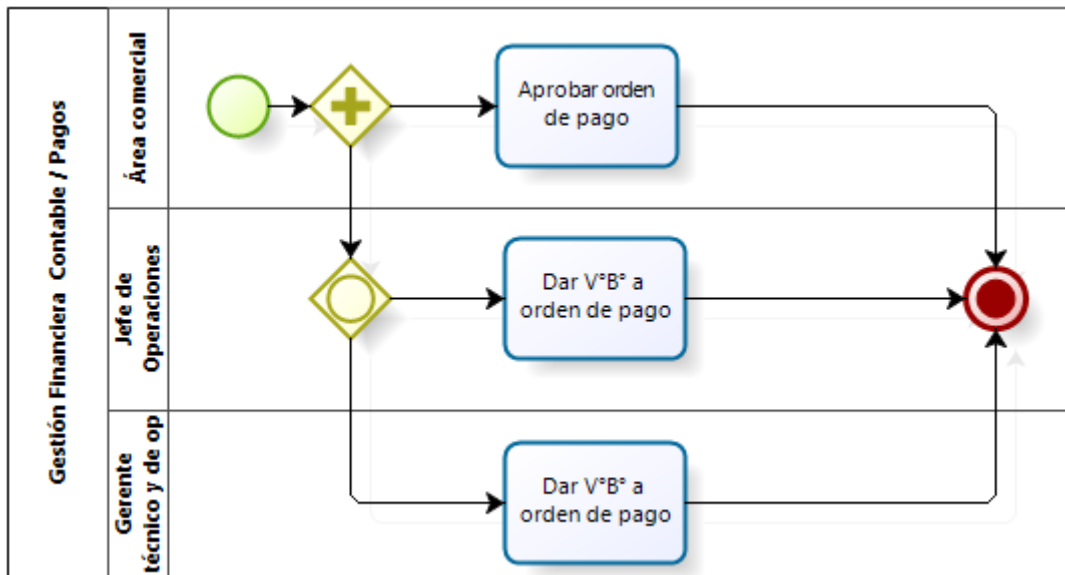 Gestión Financiera Contable / Pagos
Área comercial
Aprobar orden
de pago
Jefe de
Operaciones
Dar V°B° a
orden de pago
Gerente
técnico y de op
Dar V°B° a
orden de pago